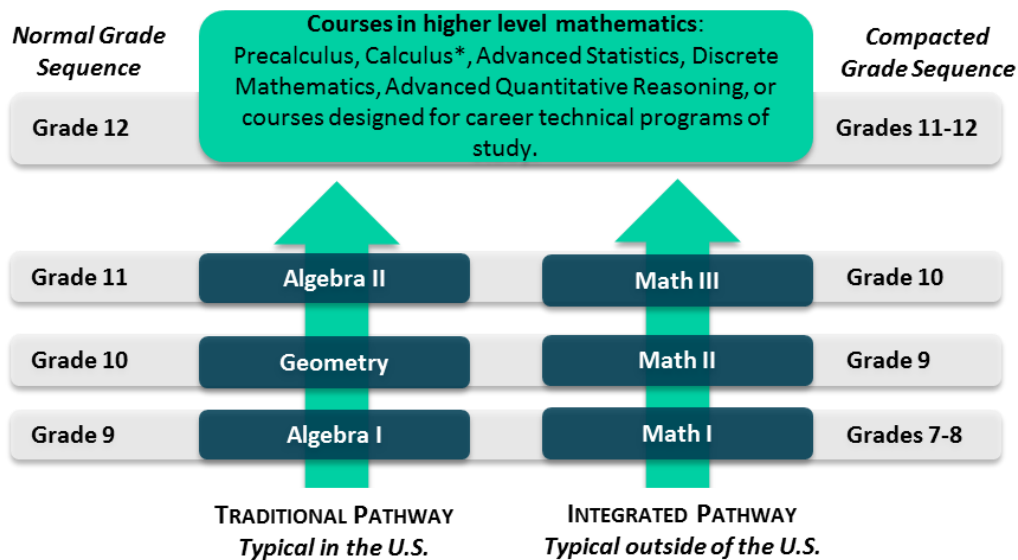 Normal Grade
Sequence
Courses in higher level mathematics:
Precalculus, Calculus*, Advanced Statistics, Discrete
Mathematics, Advanced Quantitative Reasoning, or
courses designed for career technical programs of
study.
Compacted
Grade Sequence
Grade 12
Grades 11-12
Grade 11
Algebra II
Math III
Grade 10
Grade 10
Geometry
Math II
Grade 9
Grade 9
Algebra I
Math I
Grades 7-8
TRADITIONAL PATHWAY
Typical in the U.S.
INTEGRATED PATHWAY
Typical outside of the U.S.